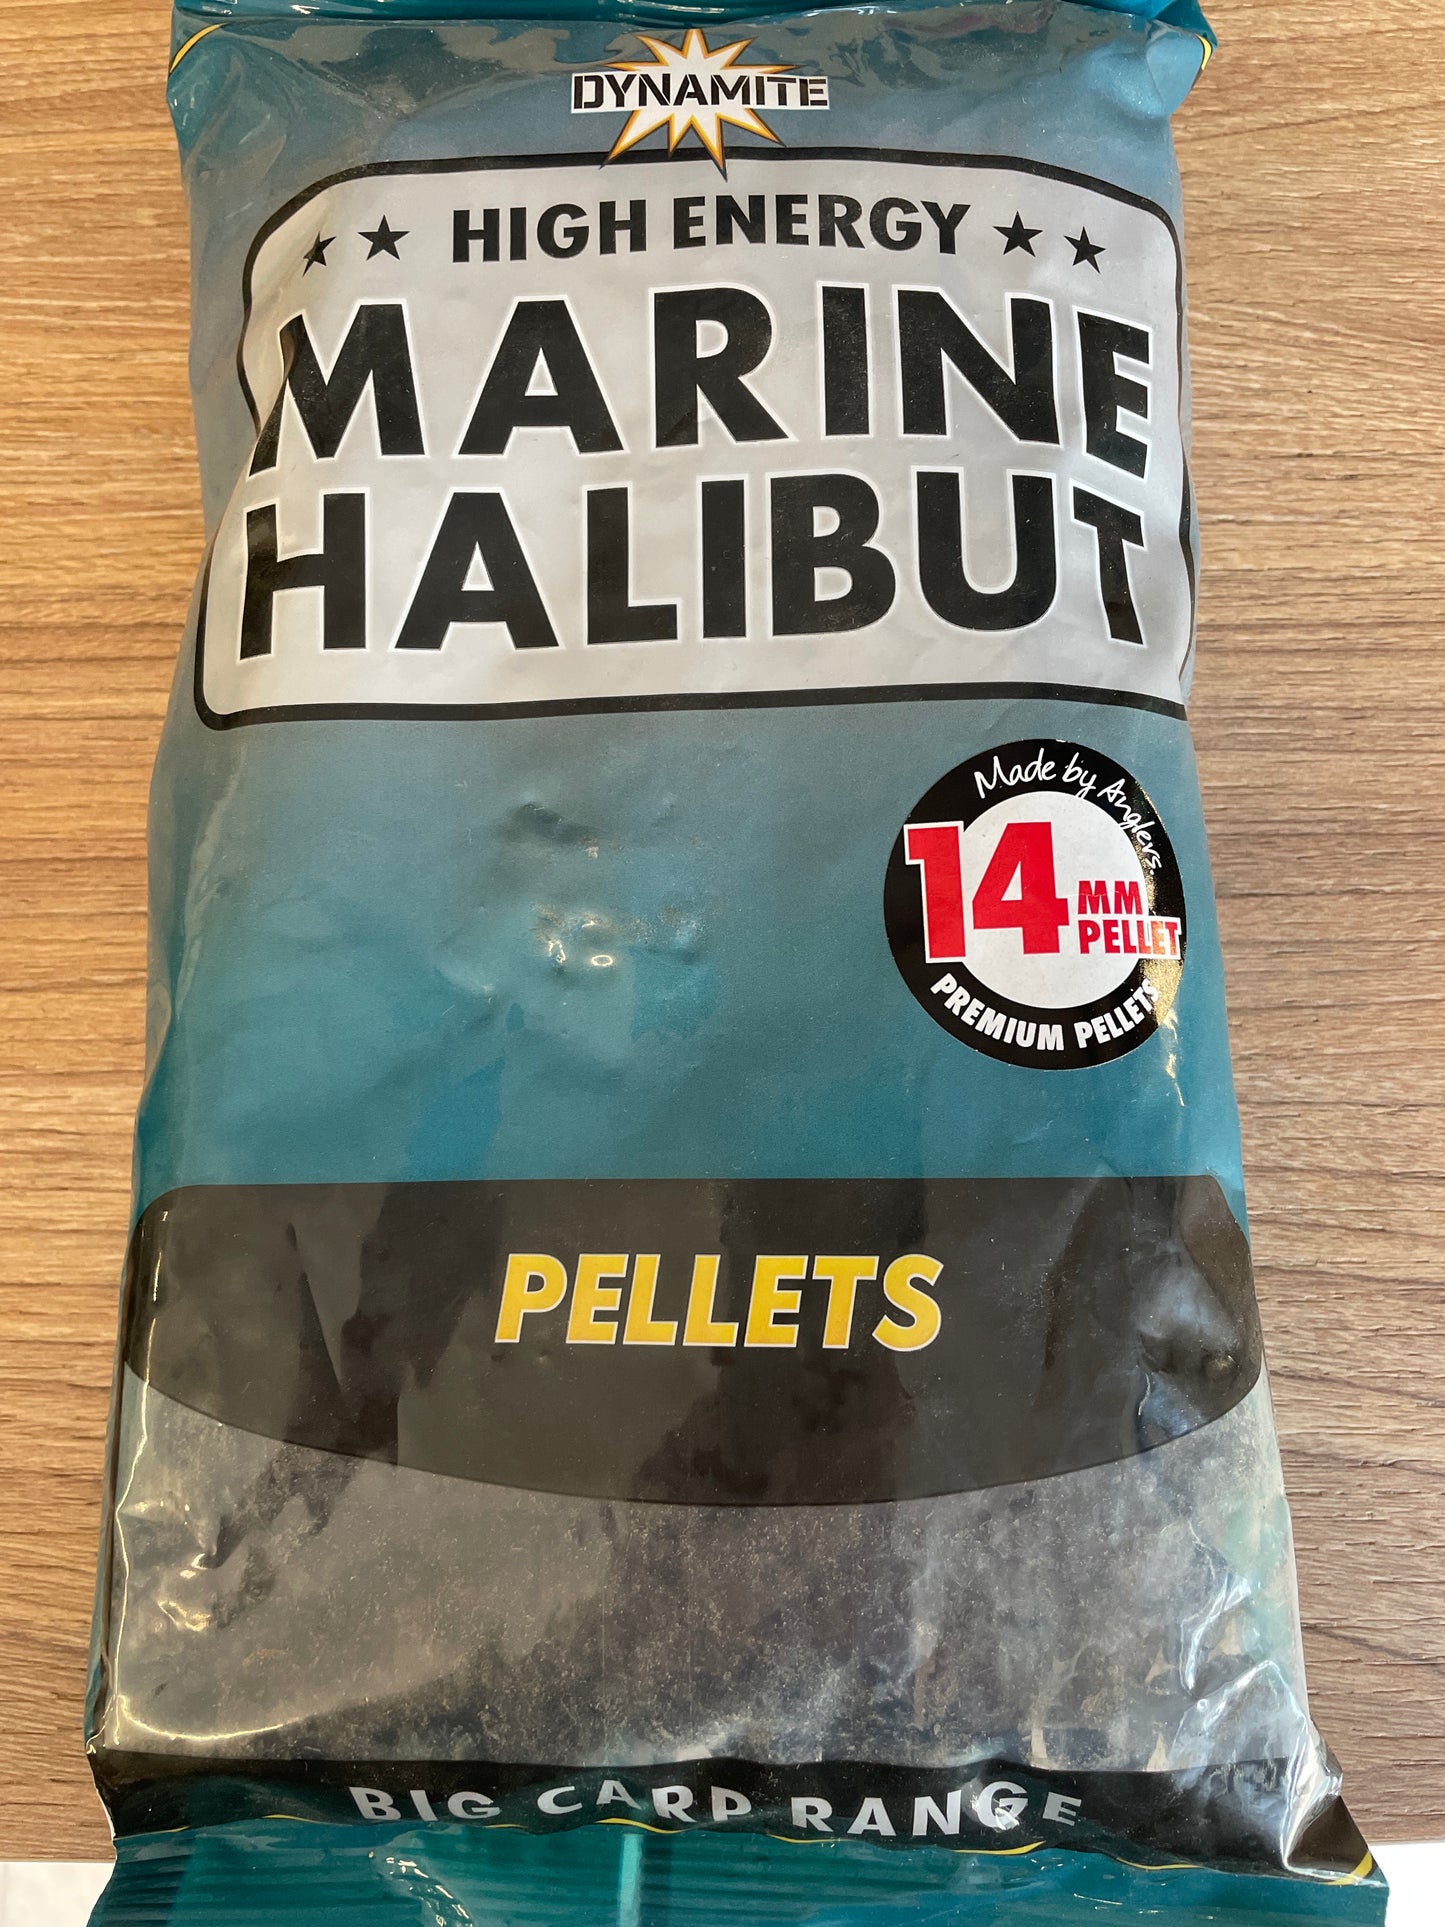 DYNAMITE
HIGH ENERGY
MARINE
HALIBUT
Made by Anglers.
14 MM
PELLET
PREMIUM PELLETS
PELLETS
BIG CARP RANGE